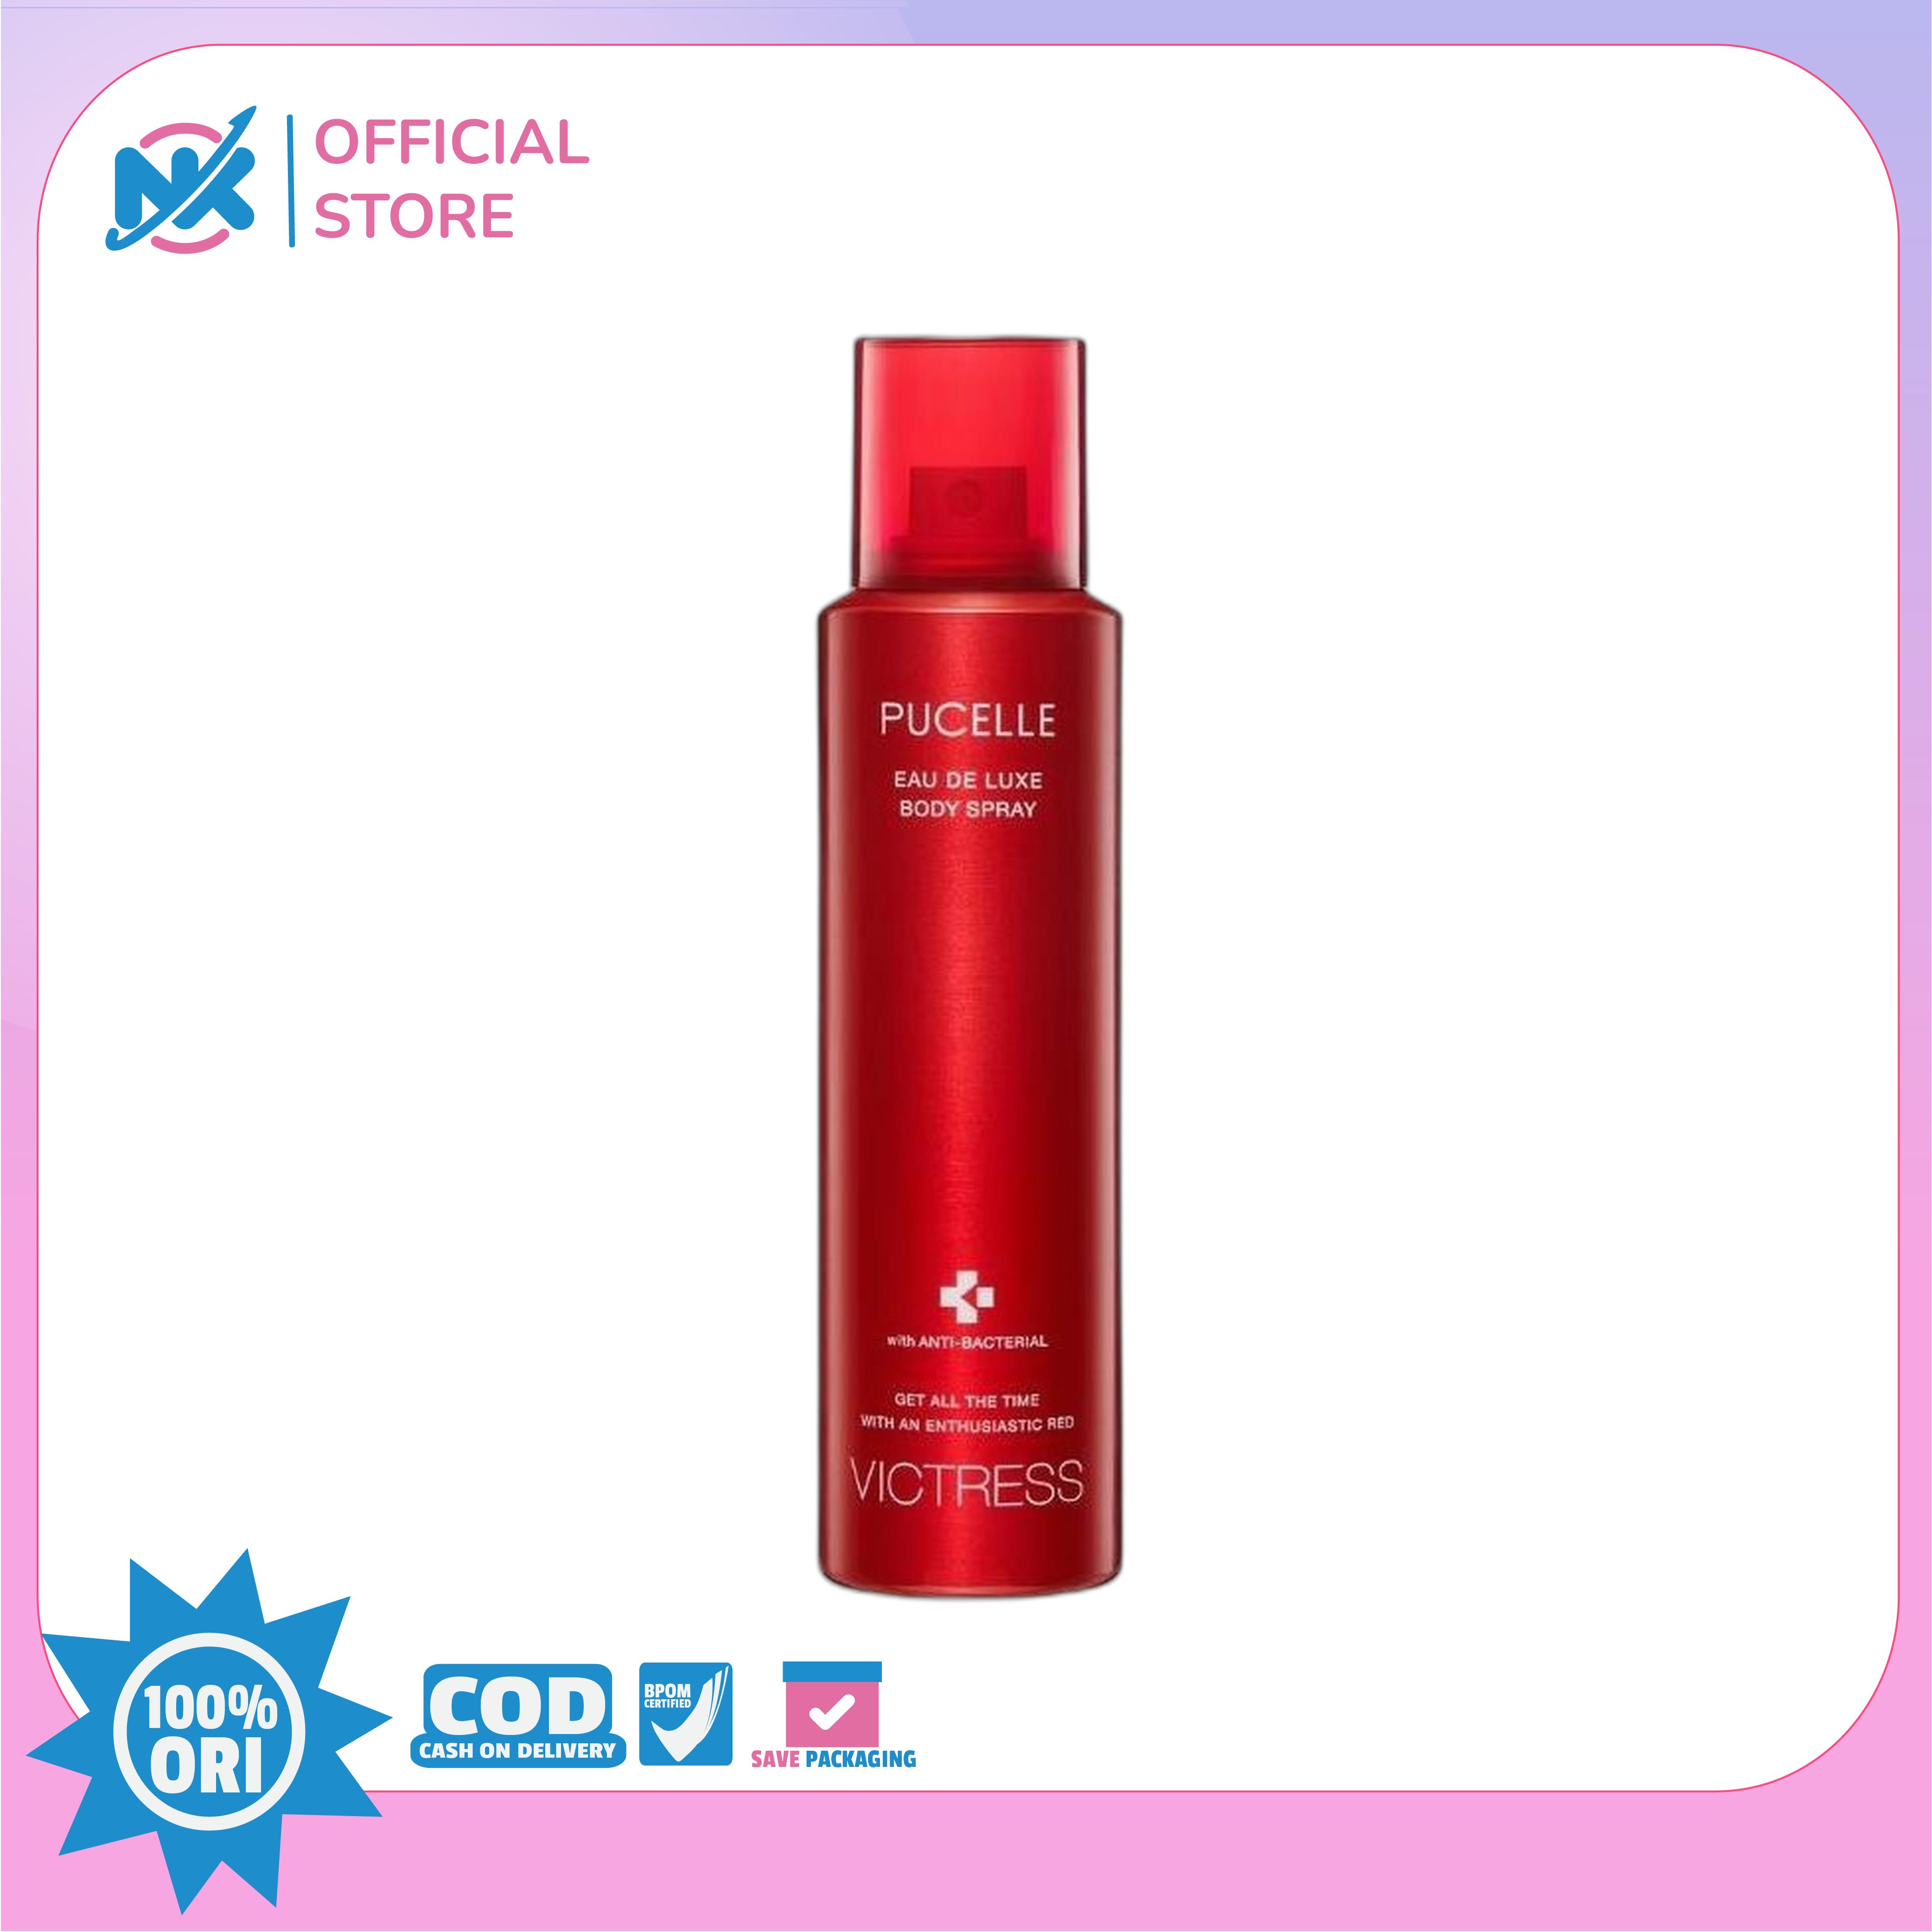 NK
OFFICIAL
STORE
PUCELLE
EAU DE LUXE
BODY SPRAY
with ANTI-BACTERIAL
GET ALL THE TIME
WITH AN ENTHUSIASTIC RED
VICTRESS
100%
ORI
COD
CASH ON DELIVERY
BPOM
CERTIFIED
SAVE PACKAGING